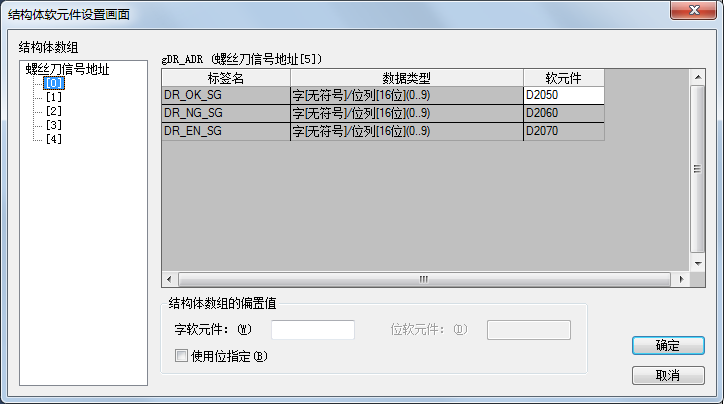 结构体软元件设置画面
结构体数组
螺丝刀信号地址
[0]
[1]
[2]
[3]
[4]
gDR_ADR (螺丝刀信号地址[5])
标签名 数据类型 软元件
DR_OK_SG 字[无符号]/位列[16位](0..9) D2050
DR_NG_SG 字[无符号]/位列[16位](0..9) D2060
DR_EN_SG 字[无符号]/位列[16位](0..9) D2070
结构体数组的偏置值
字软元件: (W) 位软元件: (D)
使用位指定(B)
确定
取消